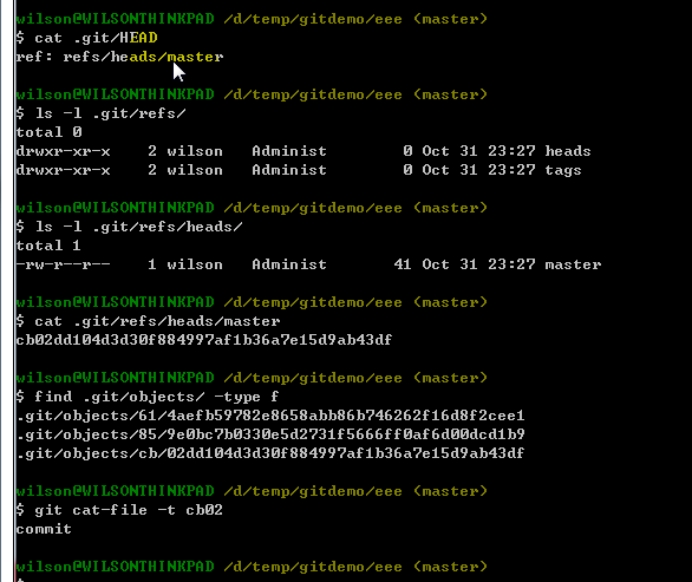 wilson@WILSONTHINKPAD /d/temp/gitdemo/eee (master)
$ cat .git/HEAD
ref: refs/heads/master
wilson@WILSONTHINKPAD /d/temp/gitdemo/eee (master)
$ ls -l .git/refs/
total 0
drwxr-xr-x    2 wilson   Administ        0 Oct 31 23:27 heads
drwxr-xr-x    2 wilson   Administ        0 Oct 31 23:27 tags
wilson@WILSONTHINKPAD /d/temp/gitdemo/eee (master)
$ ls -l .git/refs/heads/
total 1
-rw-r--r--    1 wilson   Administ       41 Oct 31 23:27 master
wilson@WILSONTHINKPAD /d/temp/gitdemo/eee (master)
$ cat .git/refs/heads/master
cb02dd104d3d30f884997af1b36a7e15d9ab43df
wilson@WILSONTHINKPAD /d/temp/gitdemo/eee (master)
$ find .git/objects/ -type f
.git/objects/61/4aefb59782e8658abb86b746262f16d8f2cee1
.git/objects/85/9e0bc7b0330e5d2731f5666ff0af6d00dcd1b9
.git/objects/cb/02dd104d3d30f884997af1b36a7e15d9ab43df
wilson@WILSONTHINKPAD /d/temp/gitdemo/eee (master)
$ git cat-file -t cb02
commit
wilson@WILSONTHINKPAD /d/temp/gitdemo/eee (master)